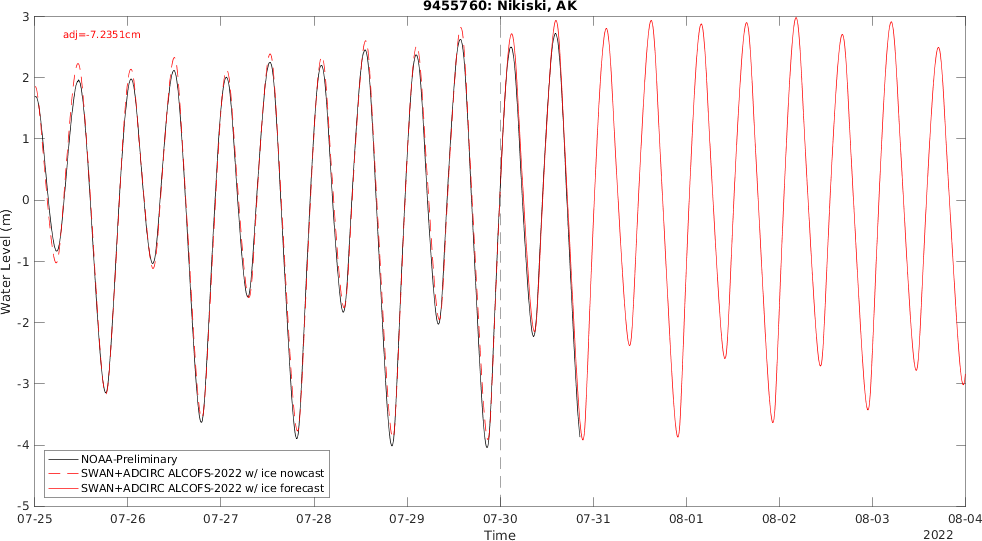 9455760: Nikiski, AK
adj=-7.2351cm
3
2
1
0
-1
-2
-3
-4
-5
Water Level (m)
NOAA-Preliminary
SWAN+ADCIRC ALCOFS-2022 w/ ice nowcast
SWAN+ADCIRC ALCOFS-2022 w/ ice forecast
07-25 07-26 07-27 07-28 07-29 07-30 07-31 08-01 08-02 08-03 08-04
Time
2022